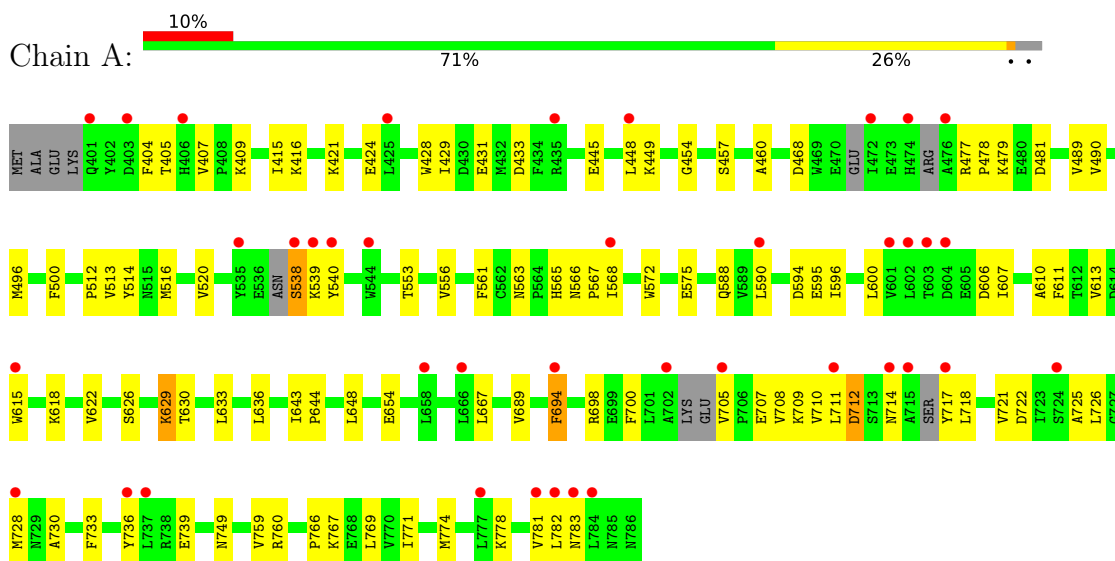 10%
Chain A:
71% 26% • •
MET ALA GLU LYS Q401 Y402 D403 F404 T405 H406 V407 P408 K409 I415 K416 K421 E424 L425 W428 I429 D430 E431 M432 D433 F434 R435 E445 L448 K449 G454 S457 A460 D468 W469 E470 GLU I472 E473 H474 ARG A476 R477 P478 K479 E480 D481 V489 V490
M496 F500 P512 V513 Y514 N515 M516 V520 Y535 E536 ASN S538 K539 Y540 W544 T553 V556 F561 C562 N563 P564 H565 N566 P567 I568 W572 E575 Q588 V589 L590 D594 E595 I596 L600 V601 L602 T603 D604 E605 D606 I607 A610 F611 T612 V613 D614
W615 K618 V622 S626 K629 T630 L633 L636 I643 P644 L648 E654 L658 L666 L667 V689 F694 R698 E699 F700 L701 A702 LYS GLU V705 P706 E707 V708 K709 V710 L711 D712 S713 N714 A715 SER Y717 L718 V721 D722 I723 S724 A725 L726
M728 N729 A730 F733 Y736 L737 R738 E739 N749 V759 R760 P766 K767 E768 L769 V770 I771 M774 L777 K778 V781 L782 N783 L784 N785 N786